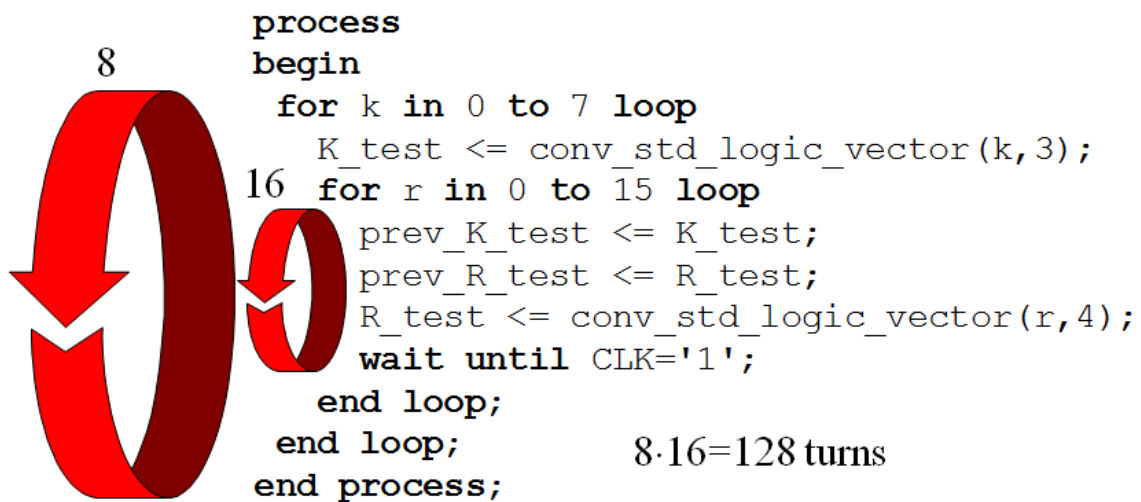 process
8
begin
for k in 0 to 7 loop
K_test <= conv_std_logic_vector(k,3);
16
for r in 0 to 15 loop
prev_K_test <= K_test;
prev_R_test <= R_test;
R_test <= conv_std_logic_vector(r,4);
wait until CLK='1';
end loop;
end loop;
8·16=128 turns
end process;